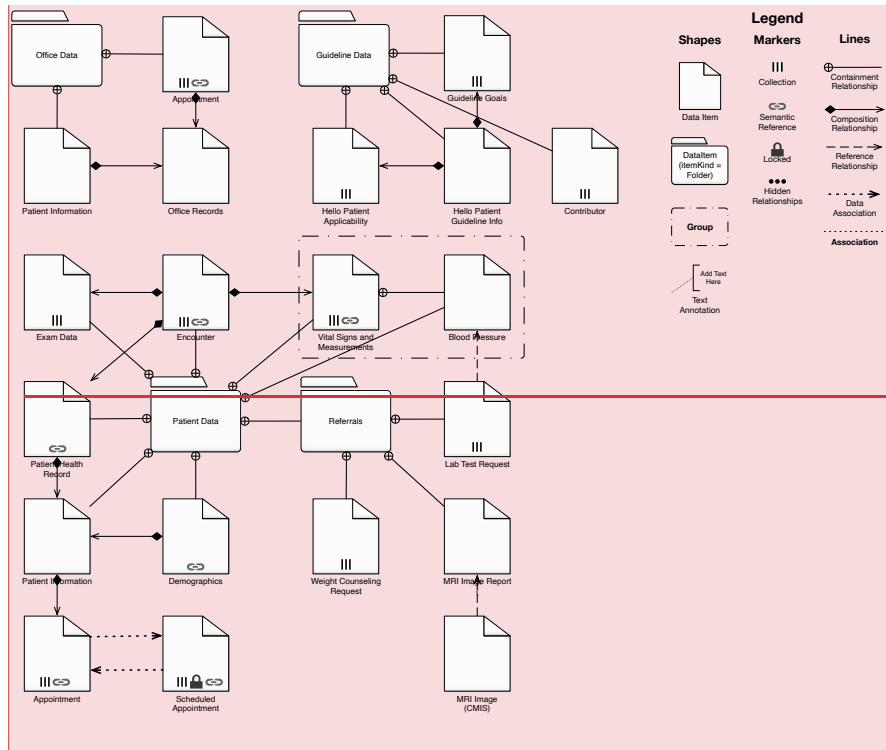 Office Data
Appointment
Patient Information
Office Records
Guideline Data
Guideline Goals
Hello Patient
Applicability
Hello Patient
Guideline Info
Contributor
Legend
Shapes
Markers
Lines
Data Item
Collection
Containment
Relationship
DataItem
(itemKind =
Folder)
Semantic
Reference
Composition
Relationship
Locked
Reference
Relationship
Hidden
Relationships
Group
Data
Association
Association
Add Text
Here
Text
Annotation
Exam Data
Encounter
Vital Signs and
Measurements
Blood Pressure
Patient Health
Record
Patient Data
Referrals
Lab Test Request
Patient Information
Demographics
Weight Counseling
Request
MRI Image Report
Appointment
Scheduled
Appointment
MRI Image
(CMIS)